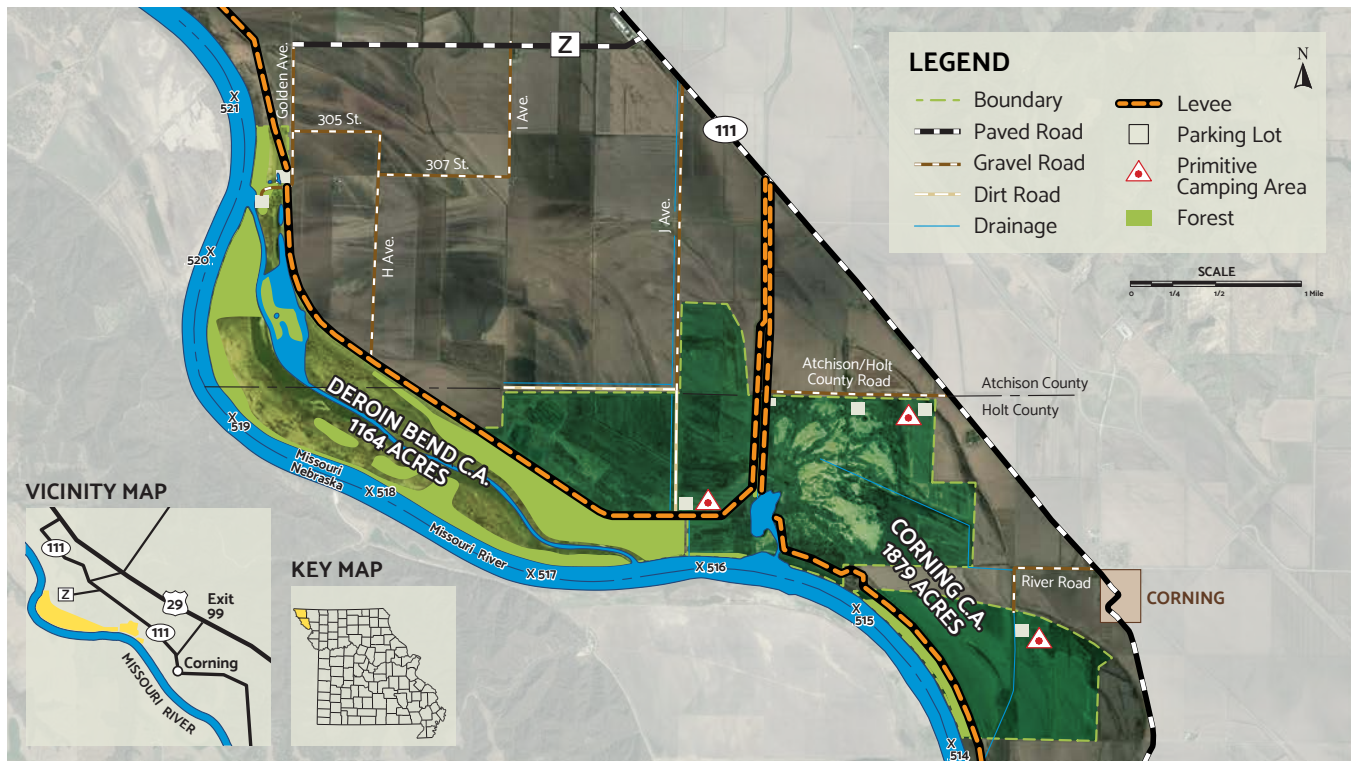 Z
521
Golden Ave.
I Ave.
305 St.
307 St.
111
J Ave.
H Ave.
520
LEGEND
Boundary
Paved Road
Gravel Road
Dirt Road
Drainage
Levee
Parking Lot
Primitive
Camping Area
Forest
N
SCALE
0 1/4 1/2 1 Mile
Atchison/Holt
County Road
Atchison County
Holt County
DEROIN BEND C.A.
1164 ACRES
519
Missouri
Nebraska
X 518
Missouri River
X 517
X 516
CORNING C.A.
1879 ACRES
River Road
CORNING
X
515
X
514
VICINITY MAP
111
Z
29
Exit
99
111
Corning
MISSOURI RIVER
KEY MAP